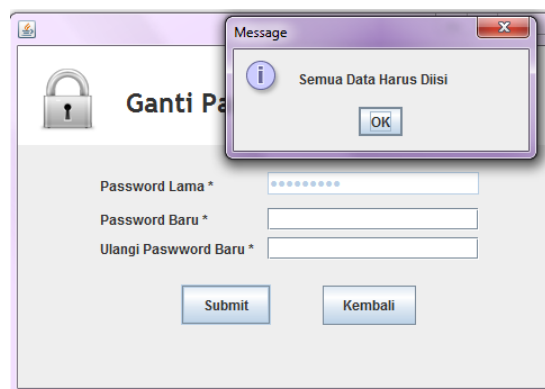 Message
Semua Data Harus Diisi
OK
Ganti Pa
Password Lama *
Password Baru *
Ulangi Paswword Baru *
Submit
Kembali